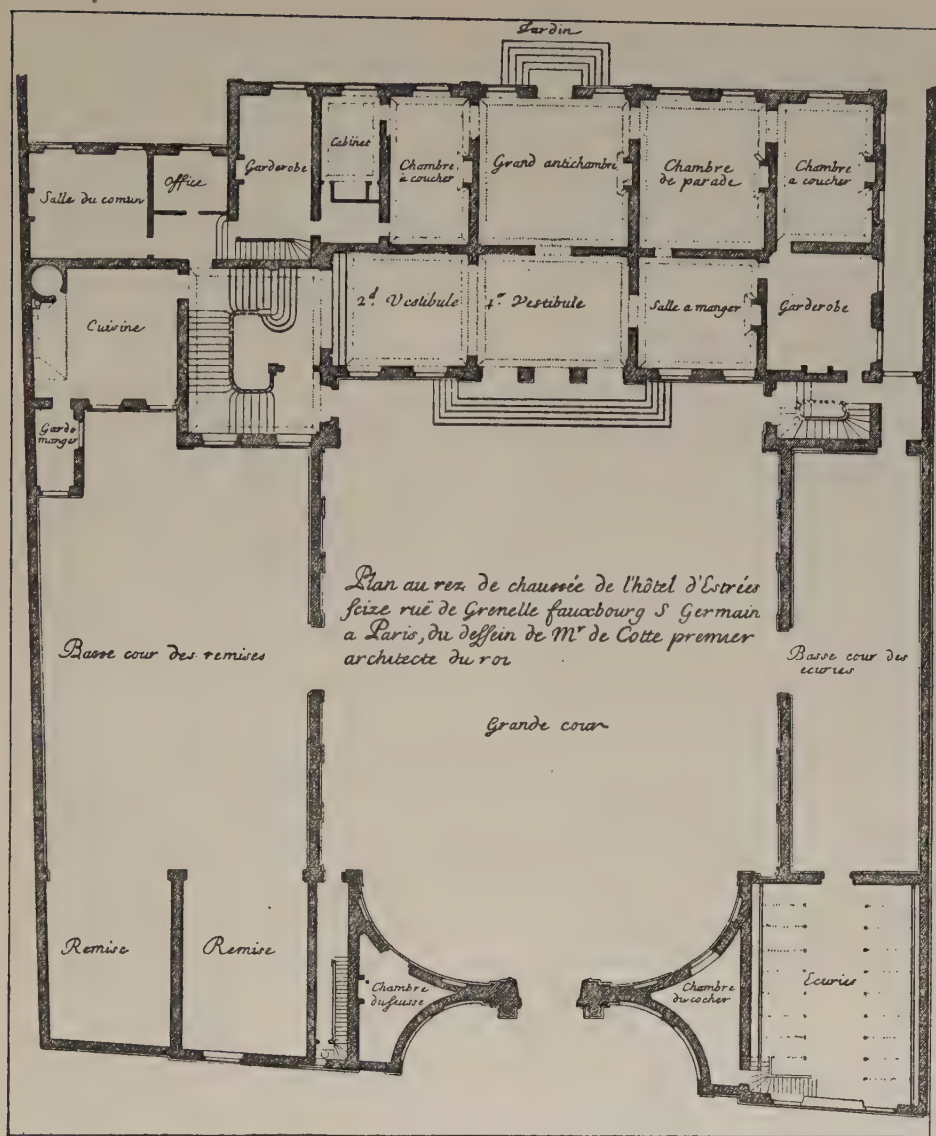 Jardin
Garderobe
Cabinet
Chambre
a coucher
Grand antichambre
Chambre
de parade
Chambre
a coucher
Salle du comun
Office
Cuisine
2d. Vestibule
1er Vestibule
Salle a manger
Garderobe
Garde
manger
Plan au rez de chaussée de l'hôtel d'Estrées
scize ruë de Grenelle fauxbourg S Germain
a Paris, du dessein de Mr de Cotte premier
architecte du roi
Basse cour des remises
Basse cour des
ecuries
Grande cour
Remise
Remise
Chambre
du suisse
Chambre
du cocher
Ecuries